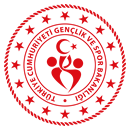 TÜRKİYE CUMHURİYETİ GENÇLİK VE SPOR BAKANLIĞI